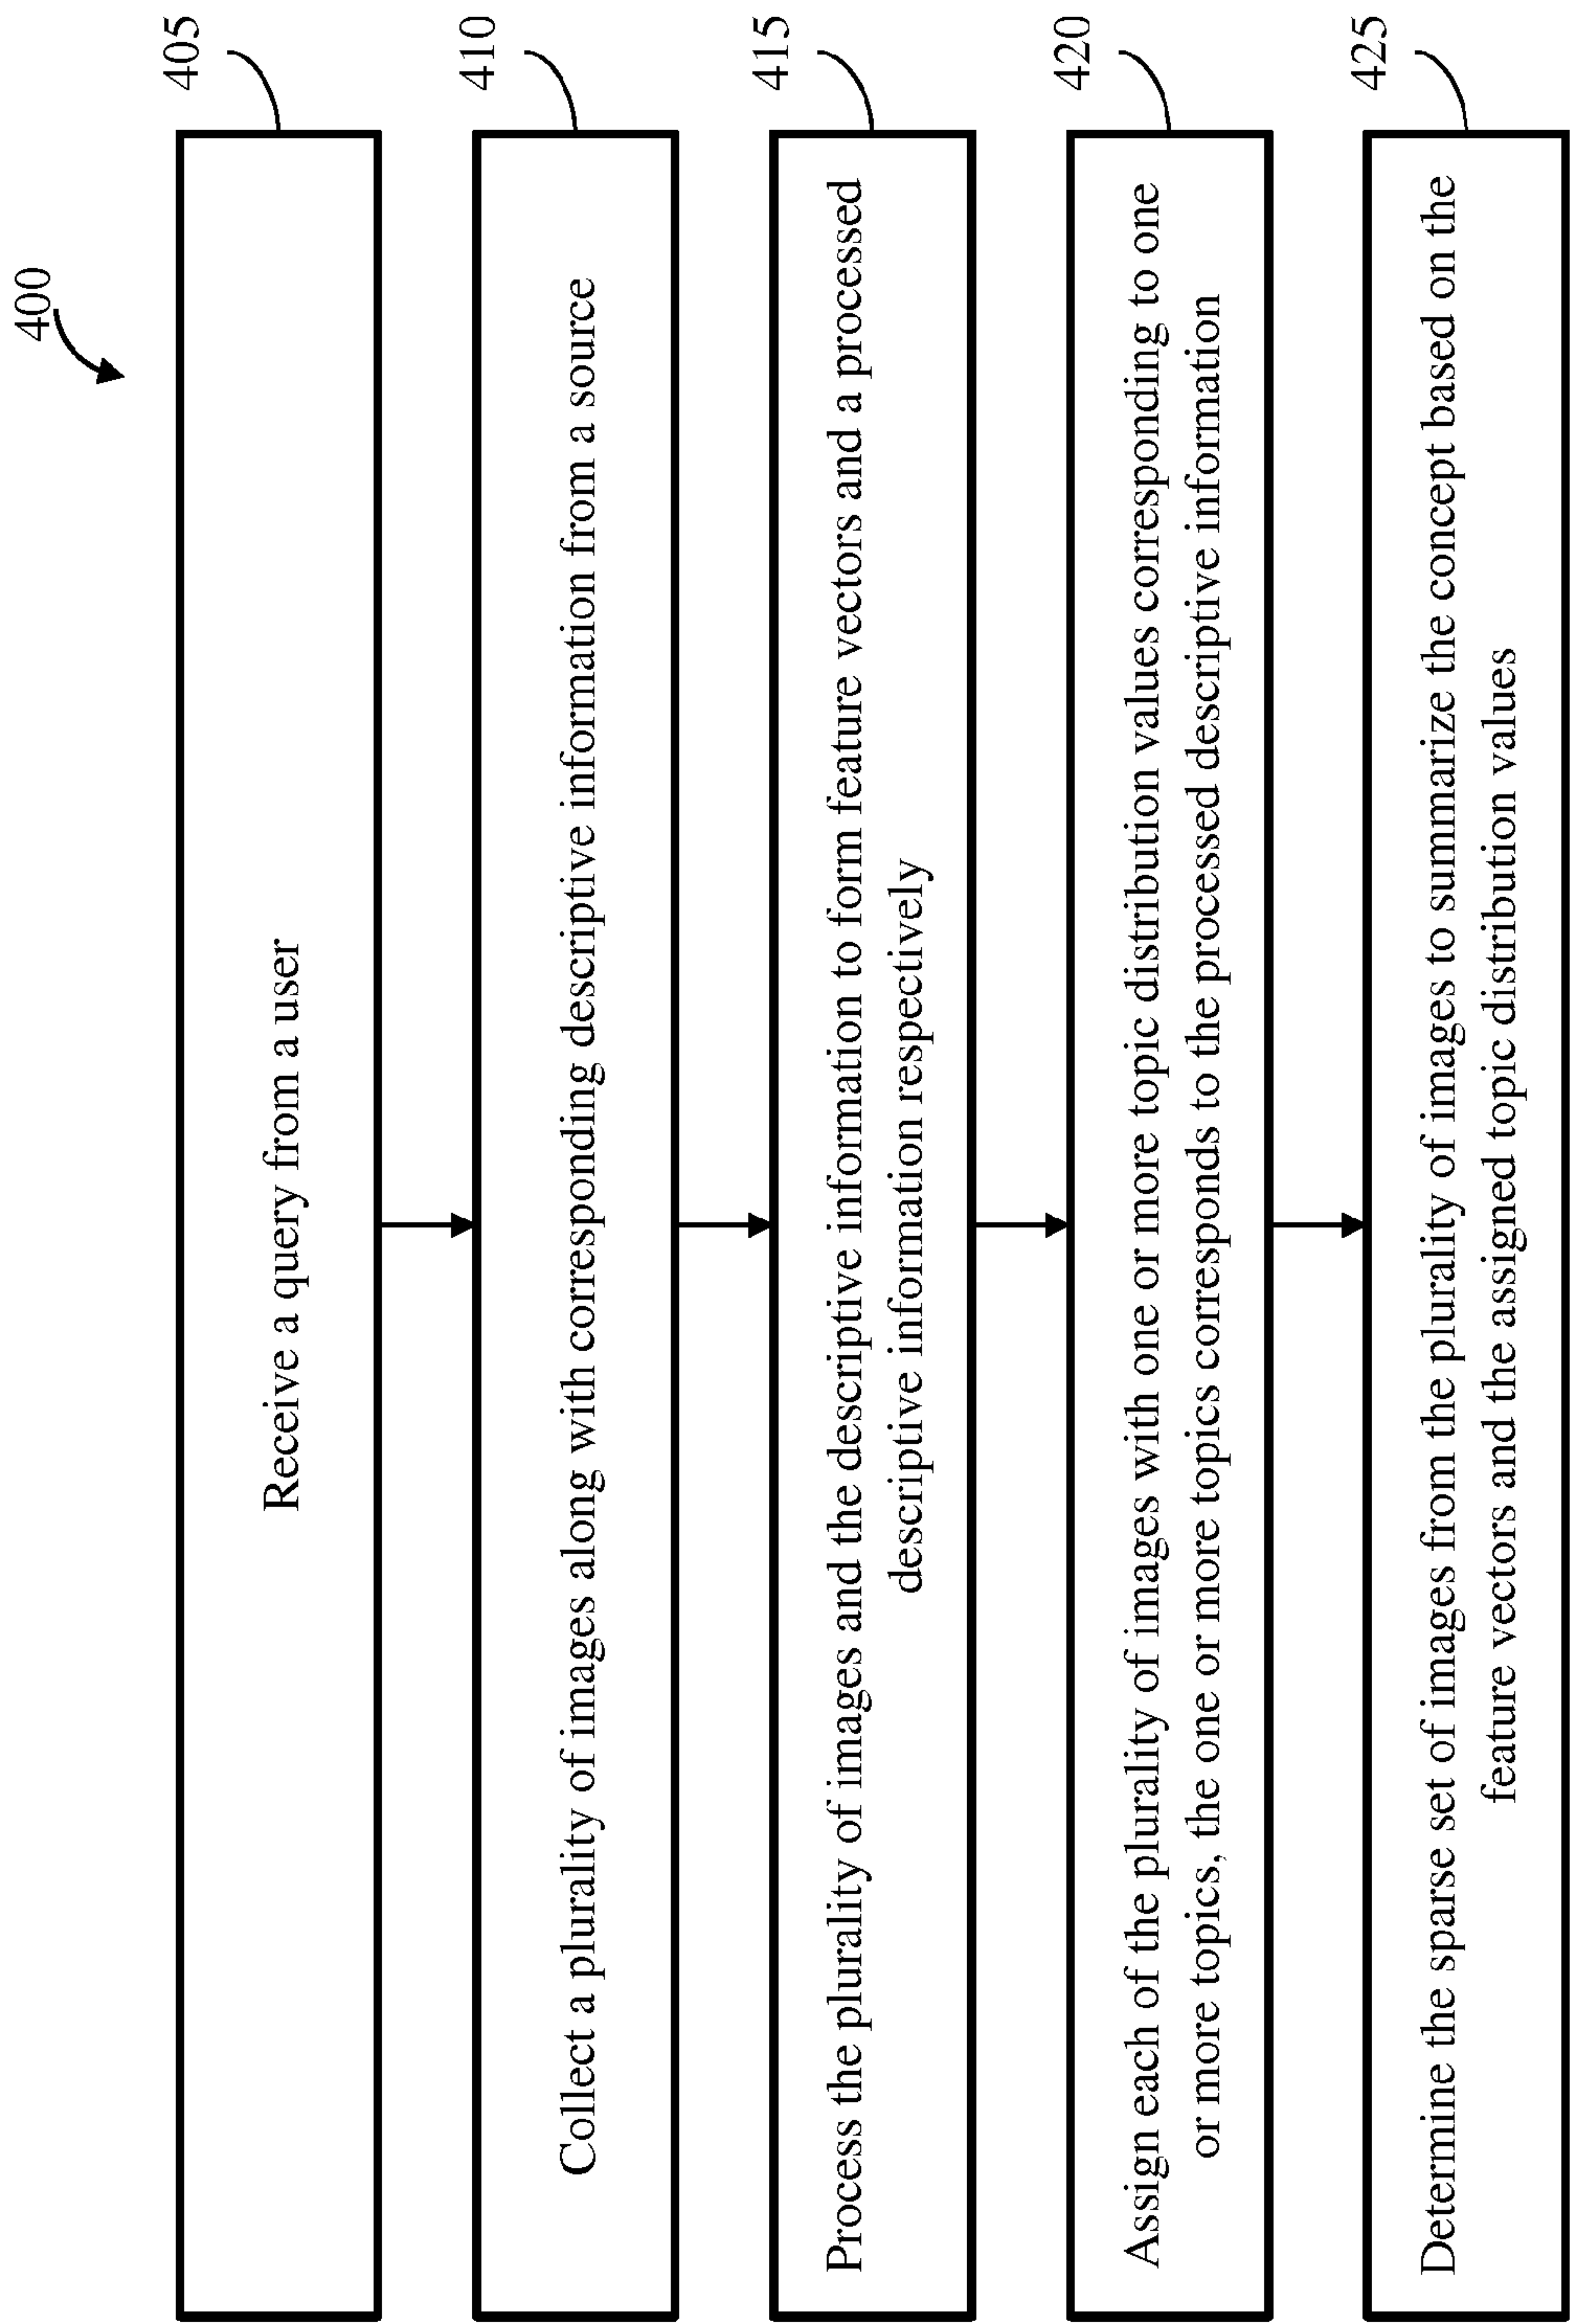 400
405
Receive a query from a user
410
Collect a plurality of images along with corresponding descriptive information from a source
415
Process the plurality of images and the descriptive information to form feature vectors and a processed
descriptive information respectively
420
Assign each of the plurality of images with one or more topic distribution values corresponding to one
or more topics, the one or more topics corresponds to the processed descriptive information
425
Determine the sparse set of images from the plurality of images to summarize the concept based on the
feature vectors and the assigned topic distribution values